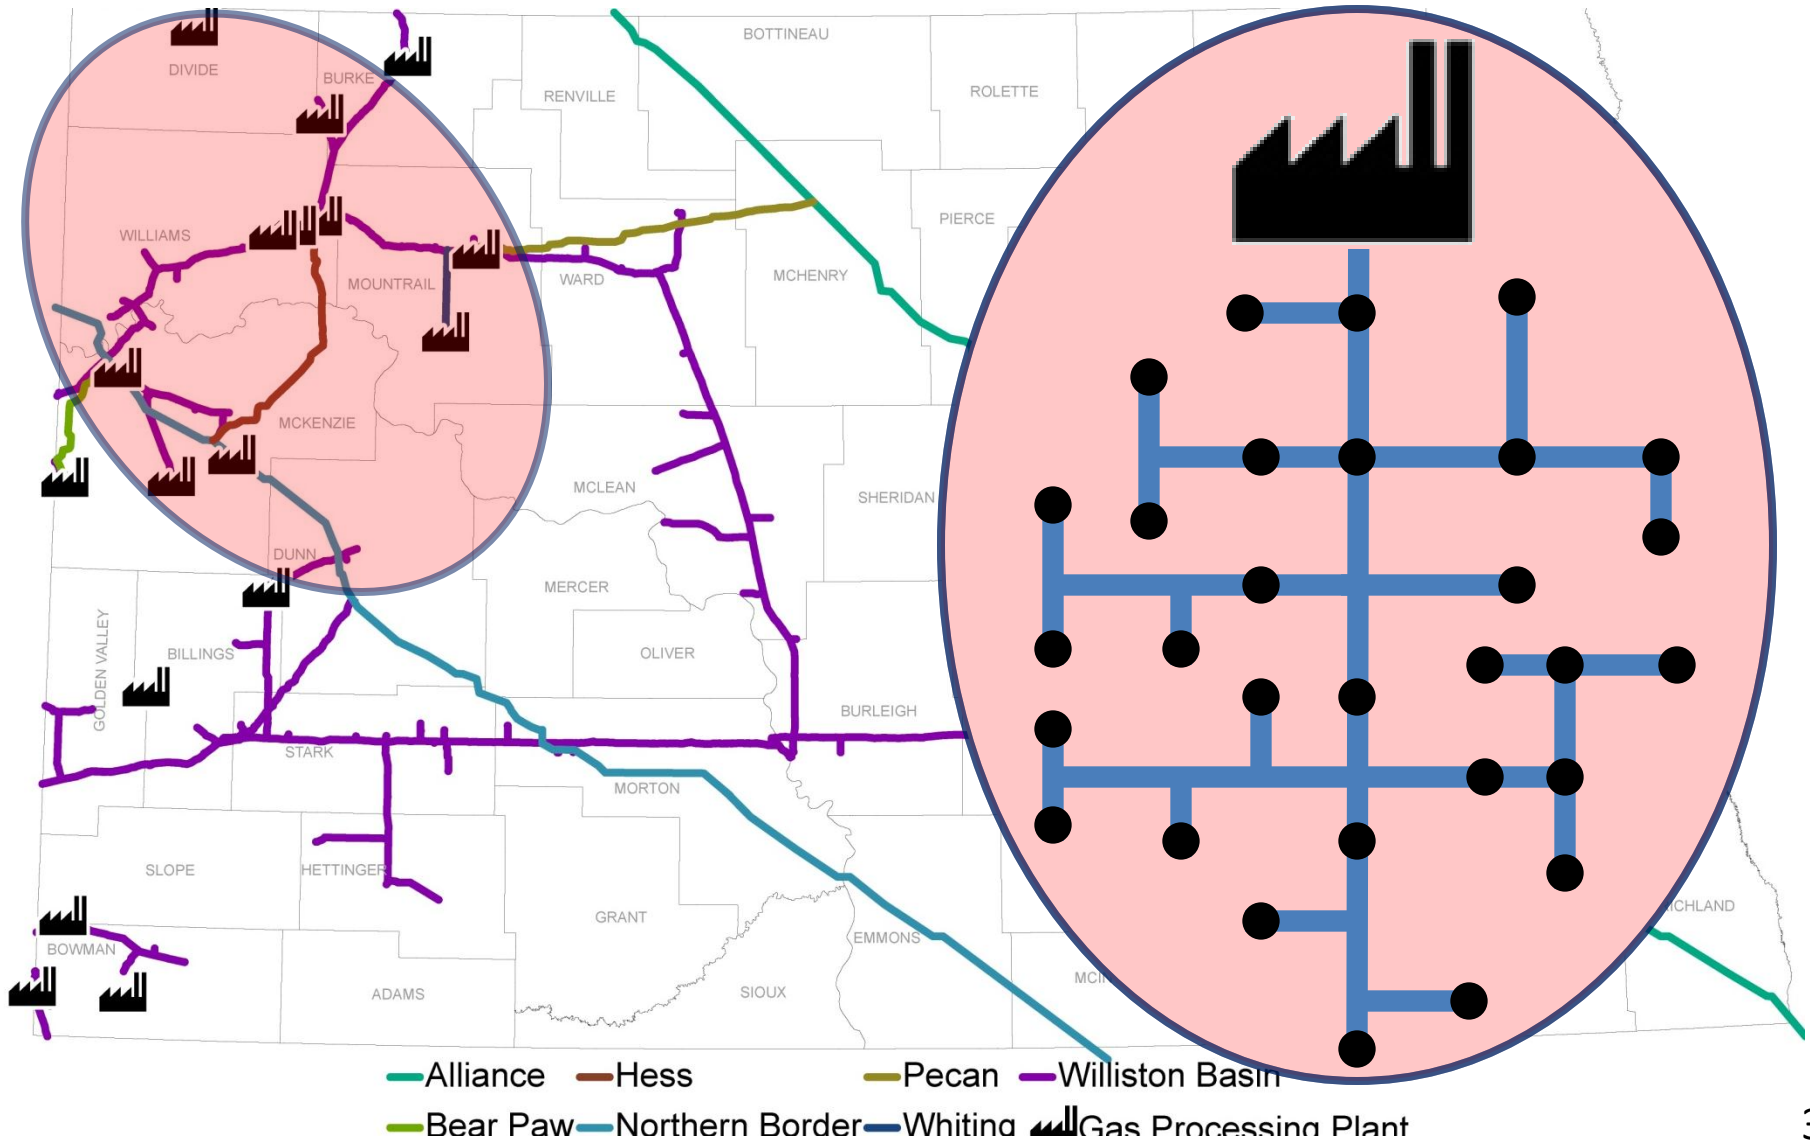 BOTTINEAU
DIVIDE
BURKE
RENVILLE
ROLETTE
WILLIAMS
PIERCE
MOUNTRAIL
WARD
MCHENRY
MCKENZIE
MCLEAN
SHERIDAN
DUNN
MERCER
GOLDEN VALLEY
BILLINGS
OLIVER
BURLEIGH
STARK
MORTON
SLOPE
HETTINGER
GRANT
ICHLAND
BOWMAN
EMMONS
ADAMS
SIOUX
MCIN
Alliance Hess Pecan Williston Basin
Bear Paw Northern Border Whiting Gas Processing Plant